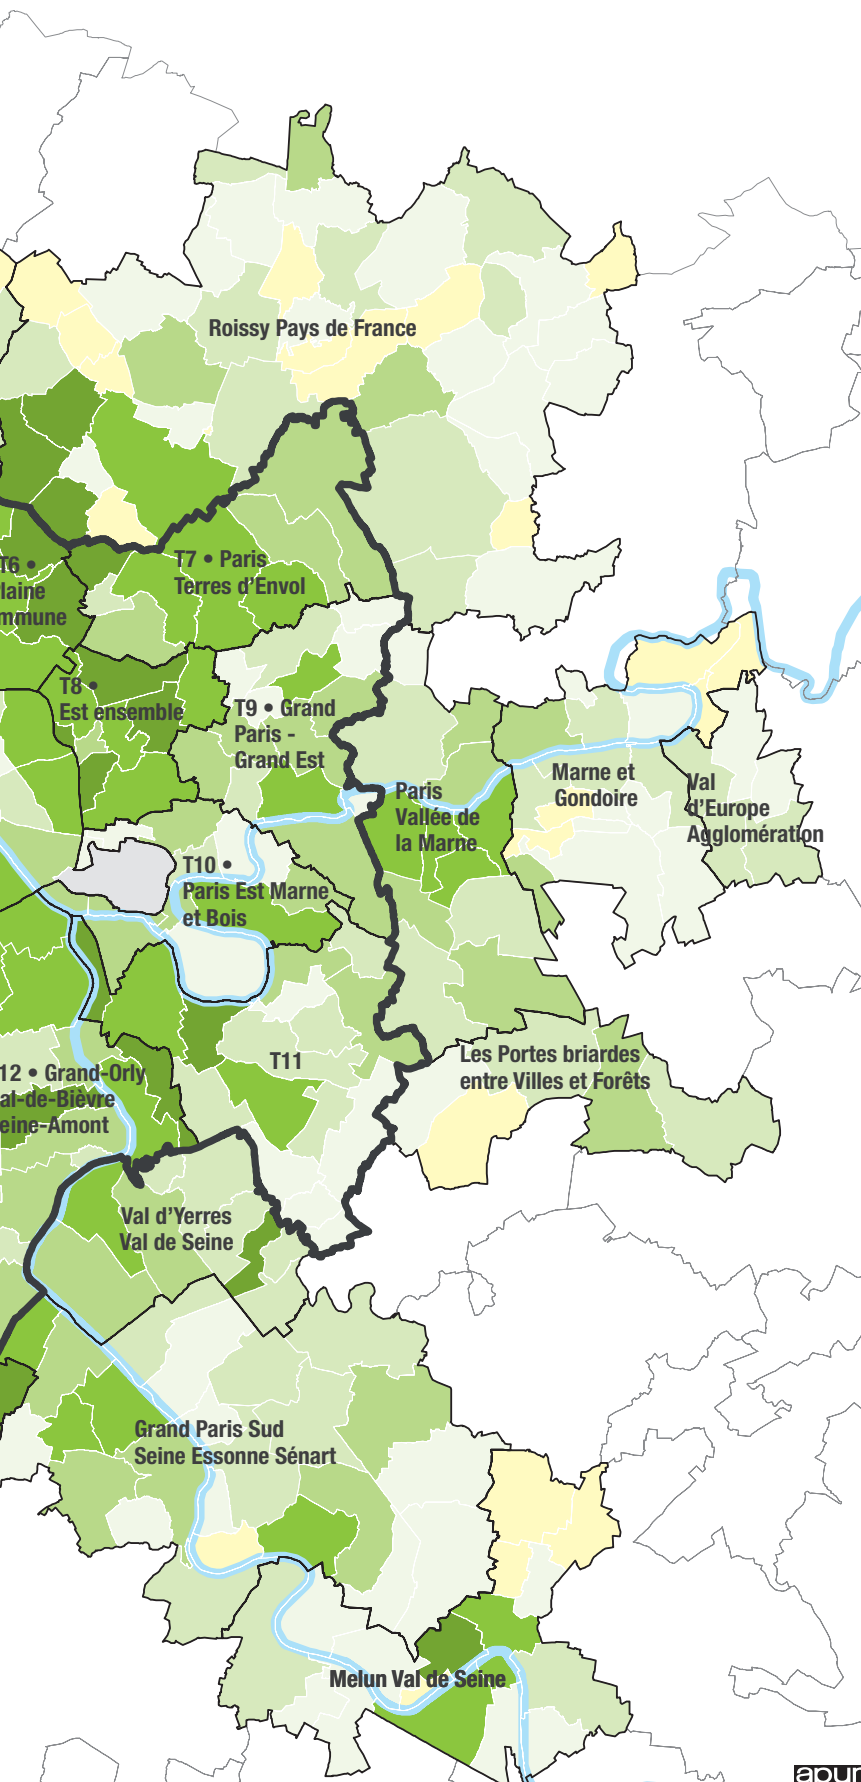 Roissy Pays de France
T6 •
Plaine
mmune
T7 • Paris
Terres d'Envol
T8 •
Est ensemble
T9 • Grand
Paris -
Grand Est
Paris
Vallée de
la Marne
Marne et
Gondoire
Val
d'Europe
Agglomération
T10 •
Paris Est Marne
et Bois
T11
12 • Grand-Orly
al-de-Bièvre
eine-Amont
Les Portes briardes
entre Villes et Forêts
Val d'Yerres
Val de Seine
Grand Paris Sud
Seine Essonne Sénart
Melun Val de Seine
apur